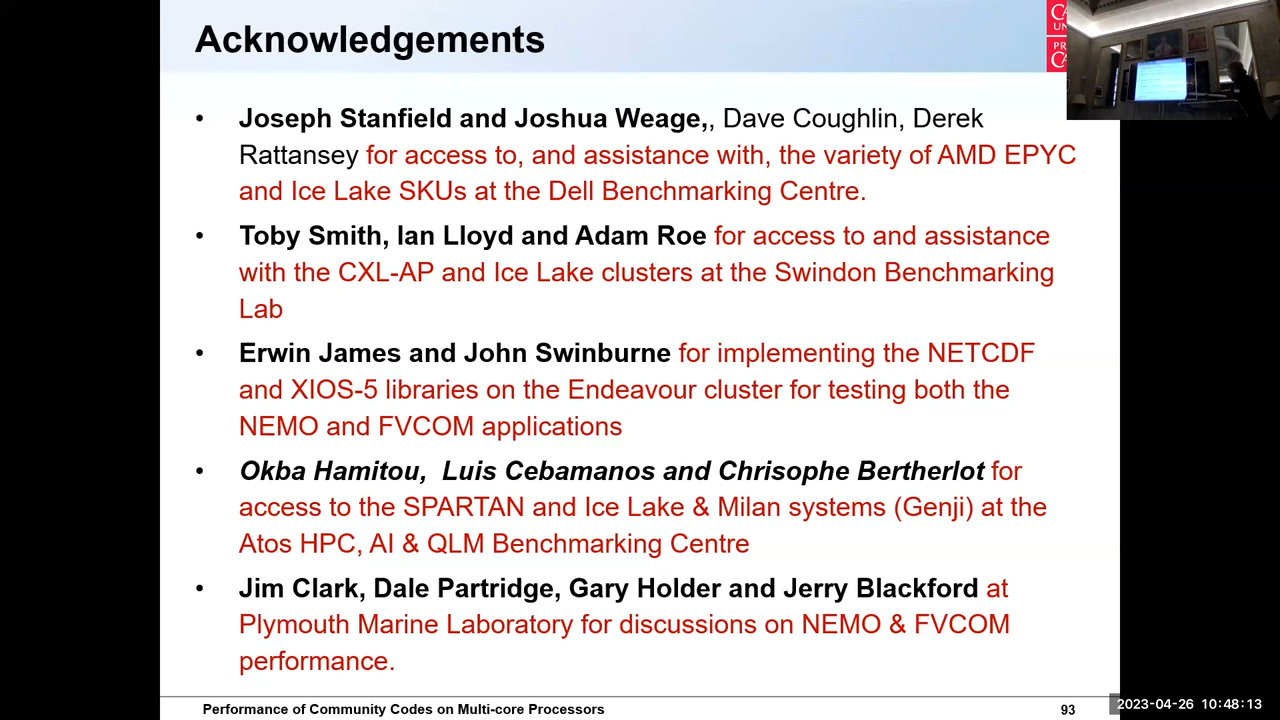 Acknowledgements
CA
UN
PR
CA
• Joseph Stanfield and Joshua Weage,, Dave Coughlin, Derek
Rattansey for access to, and assistance with, the variety of AMD EPYC
and Ice Lake SKUs at the Dell Benchmarking Centre.
• Toby Smith, Ian Lloyd and Adam Roe for access to and assistance
with the CXL-AP and Ice Lake clusters at the Swindon Benchmarking
Lab
• Erwin James and John Swinburne for implementing the NETCDF
and XIOS-5 libraries on the Endeavour cluster for testing both the
NEMO and FVCOM applications
• Okba Hamitou, Luis Cebamanos and Chrisophe Bertherlot for
access to the SPARTAN and Ice Lake & Milan systems (Genji) at the
Atos HPC, AI & QLM Benchmarking Centre
• Jim Clark, Dale Partridge, Gary Holder and Jerry Blackford at
Plymouth Marine Laboratory for discussions on NEMO & FVCOM
performance.
Performance of Community Codes on Multi-core Processors
93
2023-04-26 10:48:13